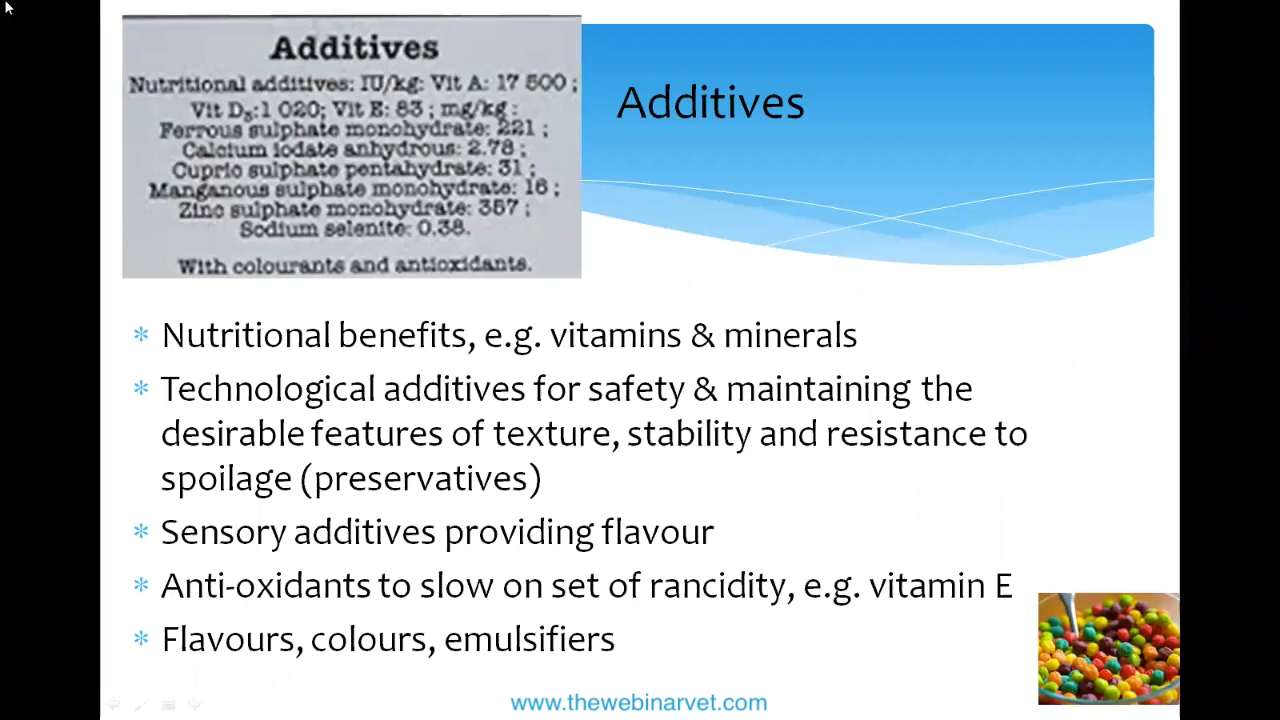 Additives
Nutritional additives: IU/kg: Vit A: 17 500 ;
Vit D₃:1 020; Vit E: 83 ; mg/kg :
Ferrous sulphate monohydrate: 221 ;
Calcium iodate anhydrous: 2.78 ;
Cupric sulphate pentahydrate: 31 ;
Manganous sulphate monohydrate: 16 ;
Zinc sulphate monohydrate: 357 ;
Sodium selenite: 0.38.
With colourants and antioxidants.
Additives
* Nutritional benefits, e.g. vitamins & minerals
* Technological additives for safety & maintaining the
desirable features of texture, stability and resistance to
spoilage (preservatives)
* Sensory additives providing flavour
* Anti-oxidants to slow on set of rancidity, e.g. vitamin E
* Flavours, colours, emulsifiers
www.thewebinarvet.com